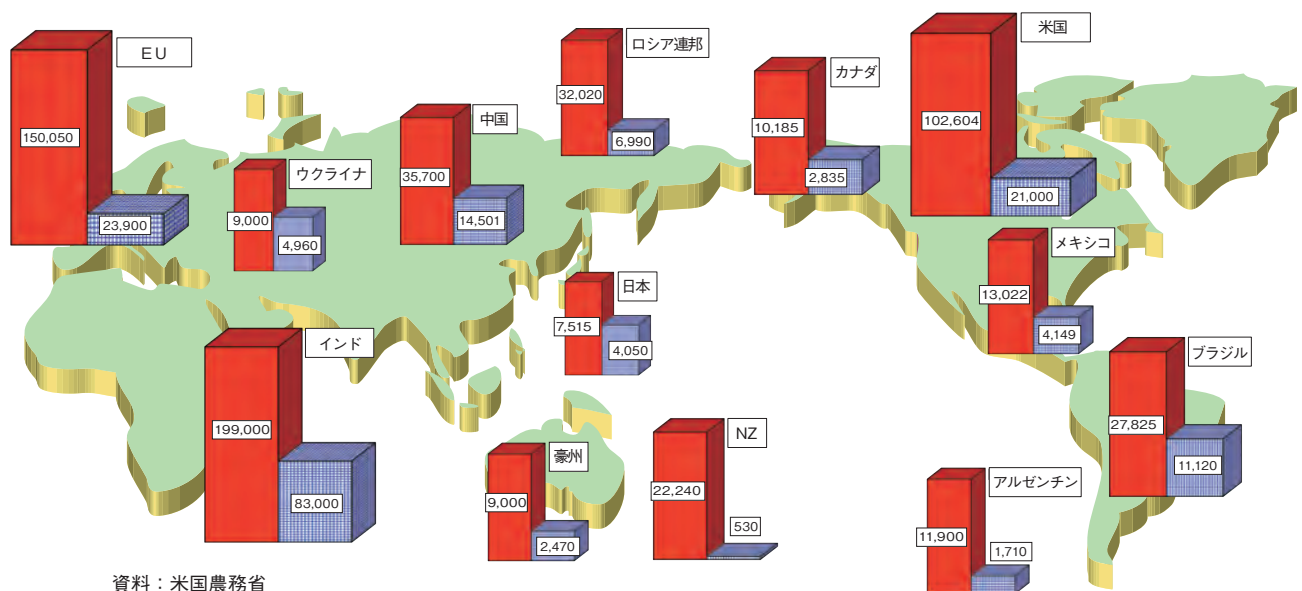 EU
150,050
23,900
ウクライナ
9,000
4,960
中国
35,700
14,501
ロシア連邦
32,020
6,990
カナダ
10,185
2,835
米国
102,604
21,000
メキシコ
13,022
4,149
日本
7,515
4,050
インド
199,000
83,000
豪州
9,000
2,470
NZ
22,240
530
ブラジル
27,825
11,120
アルゼンチン
11,900
1,710
資料：米国農務省